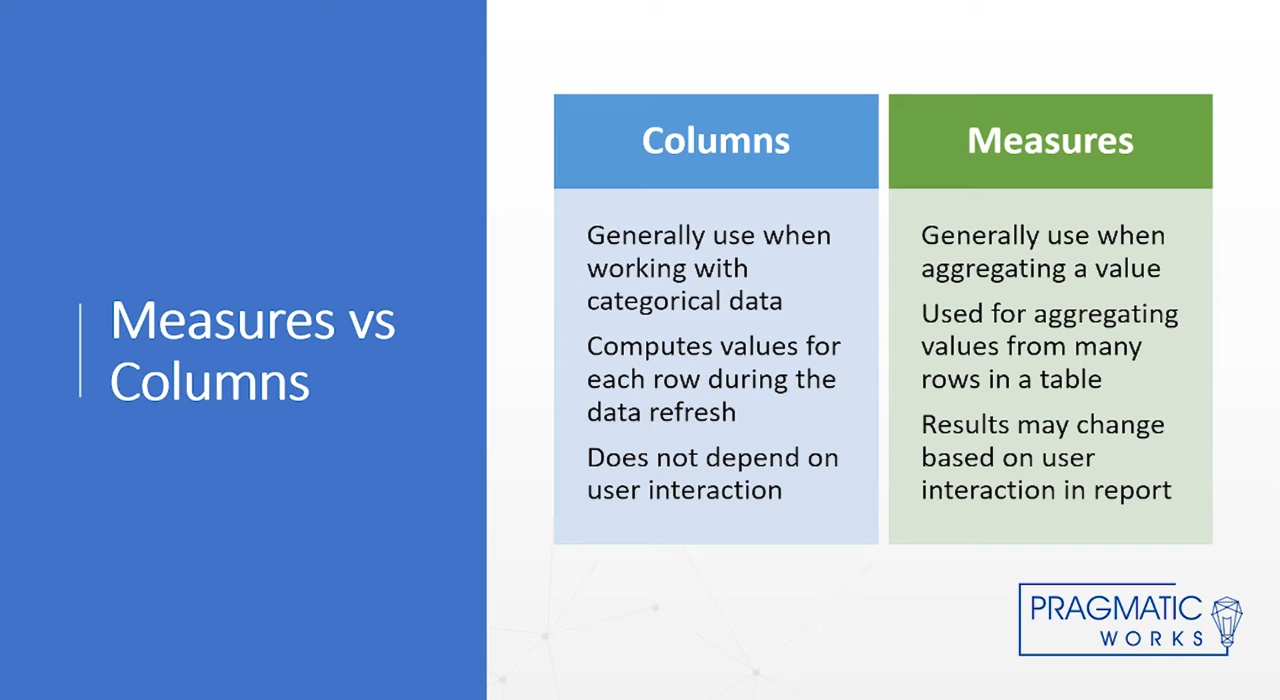 Measures vs
Columns
Columns
Generally use when
working with
categorical data
Computes values for
each row during the
data refresh
Does not depend on
user interaction
Measures
Generally use when
aggregating a value
Used for aggregating
values from many
rows in a table
Results may change
based on user
interaction in report
PRAGMATIC
WORKS